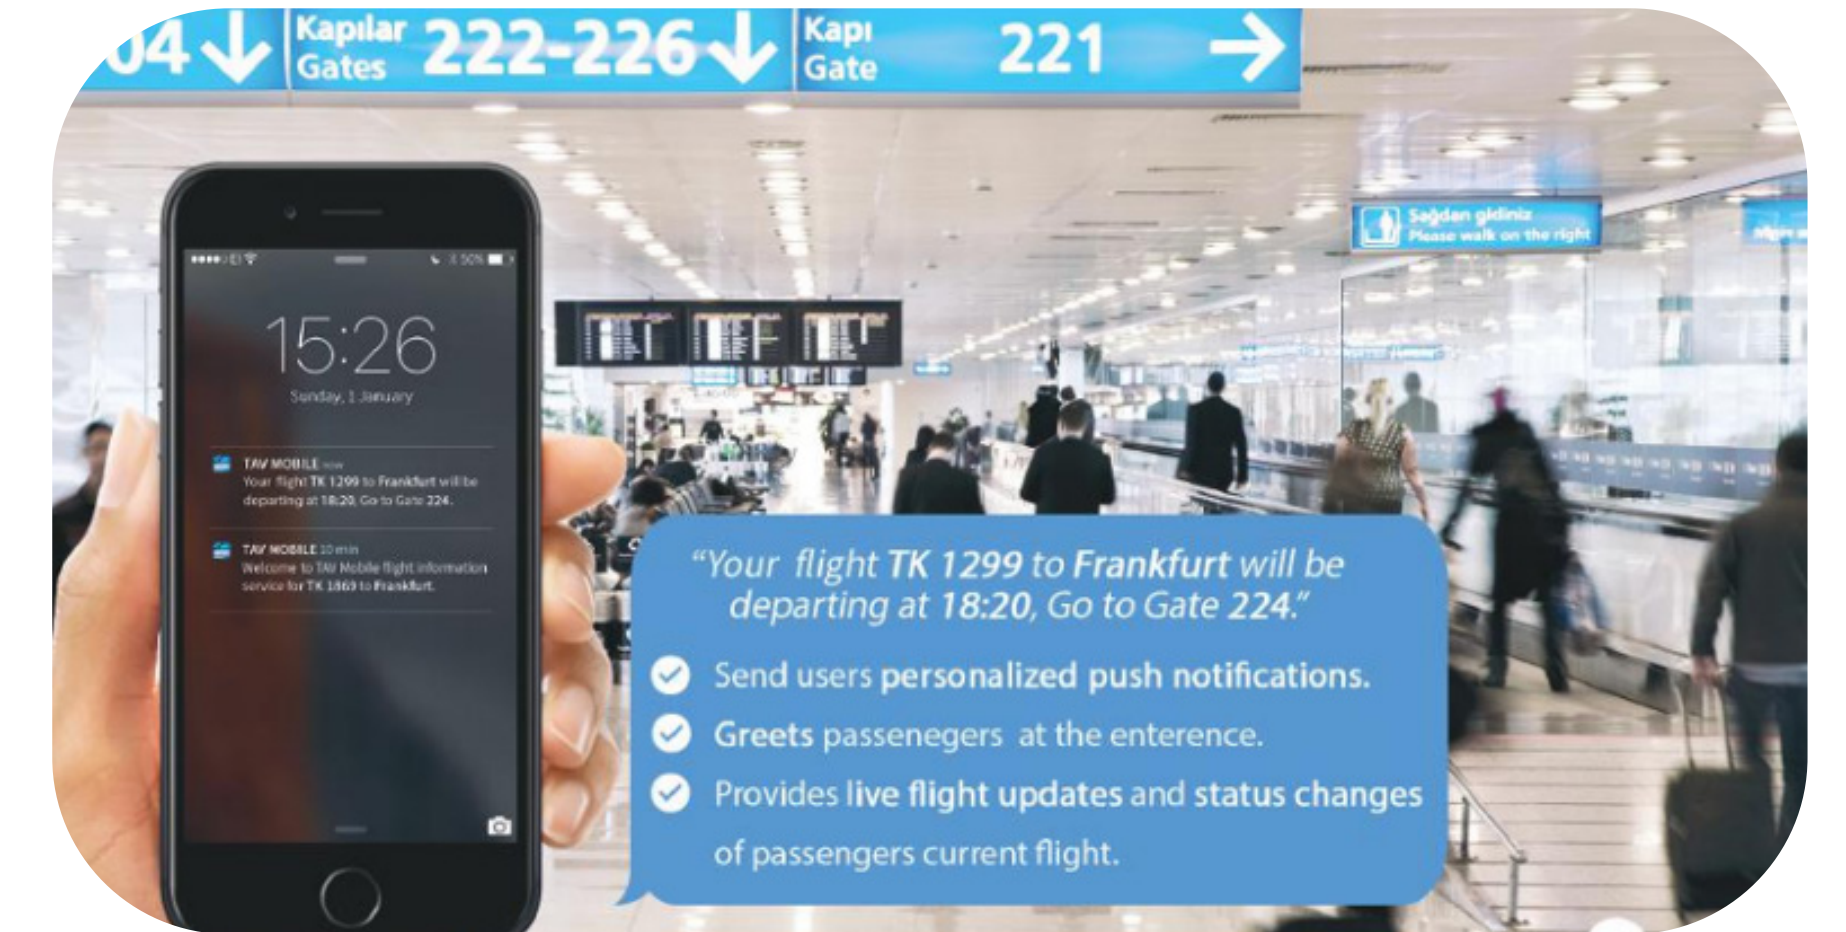 04
Kapılar
Gates
222-226
Kapı
Gate
221
Sağdan gidiniz
Please walk on the right
50%
15:26
Sunday, 1 January
TAV MOBILE now
Your flight TK 1299 to Frankfurt will be
departing at 18:20, Go to Gate 224.
TAV MOBILE 10 min
Welcome to TAV Mobile flight information
service for TK 1869 to Frankfurt.
“Your flight TK 1299 to Frankfurt will be
departing at 18:20, Go to Gate 224.”
Send users personalized push notifications.
Greets passenegers at the enterence.
Provides live flight updates and status changes
of passengers current flight.